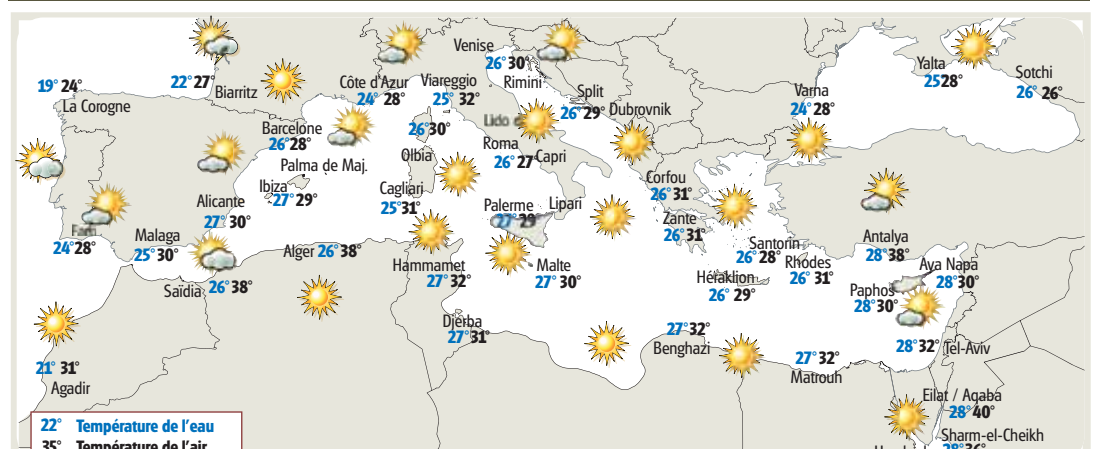 Venise
26° 30°
Rimini
19° 24°
La Corogne
22° 27°
Biarritz
Côte d'Azur
24° 28°
Viareggio
25° 32°
Split
26° 29°
Dubrovnik
Yalta
25 28°
Sotchi
26° 26°
Varna
24° 28°
Barcelone
26° 28°
26° 30°
Olbia
Lido
Roma
26° 27
Capri
Palma de Maj.
Ibiza
27° 29°
Cagliari
25° 31°
Corfou
26° 31°
Alicante
27° 30°
Palerme
Lipari
Zante
26° 31°
24° 28°
Malaga
25° 30°
Alger 26° 38°
Santorin
26° 28°
Antalya
28° 38°
Hammamet
27° 32°
Malte
27° 30°
Rhodes
26° 31°
Héraklion
26° 29°
Aya Napa
28° 30°
Paphos
28° 30°
Saïdia
26° 38°
Djerba
27° 31°
27° 32°
Benghazi
28° 32°
Tel-Aviv
27° 32°
Matrouh
21° 31°
Agadir
Eilat / Aqaba
28° 40°
Sharm-el-Cheikh
22° Température de l'eau
35° Température de l'air